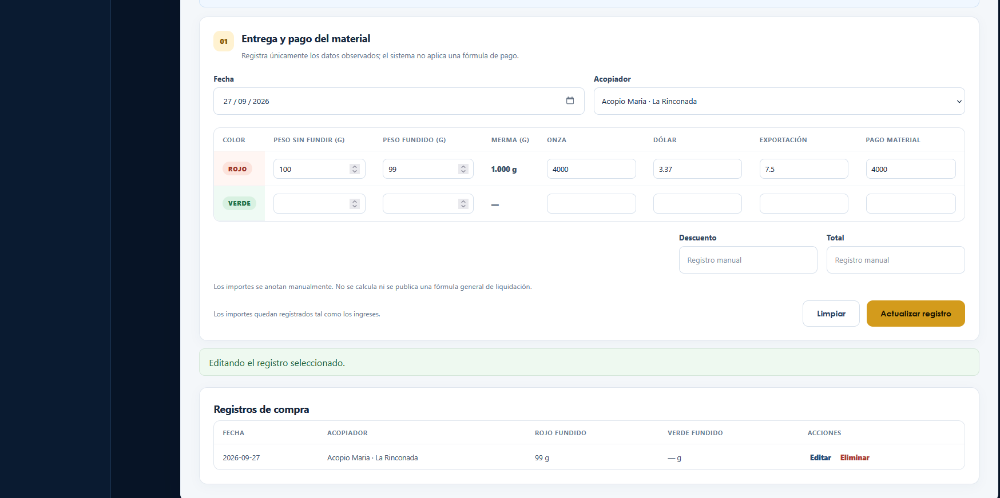 01
Entrega y pago del material
Registra únicamente los datos observados; el sistema no aplica una fórmula de pago.
Fecha Acopiador
27 / 09 / 2026 Acopio Maria · La Rinconada
COLOR PESO SIN FUNDIR (G) PESO FUNDIDO (G) MERMA (G) ONZA DÓLAR EXPORTACIÓN PAGO MATERIAL
ROJO 100 99 1.000 g 4000 3.37 7.5 4000
VERDE —
Descuento Total
Registro manual Registro manual
Los importes se anotan manualmente. No se calcula ni se publica una fórmula general de liquidación.
Los importes quedan registrados tal como los ingreses. Limpiar Actualizar registro
Editando el registro seleccionado.
Registros de compra
FECHA ACOPIADOR ROJO FUNDIDO VERDE FUNDIDO ACCIONES
2026-09-27 Acopio Maria · La Rinconada 99 g — g Editar Eliminar